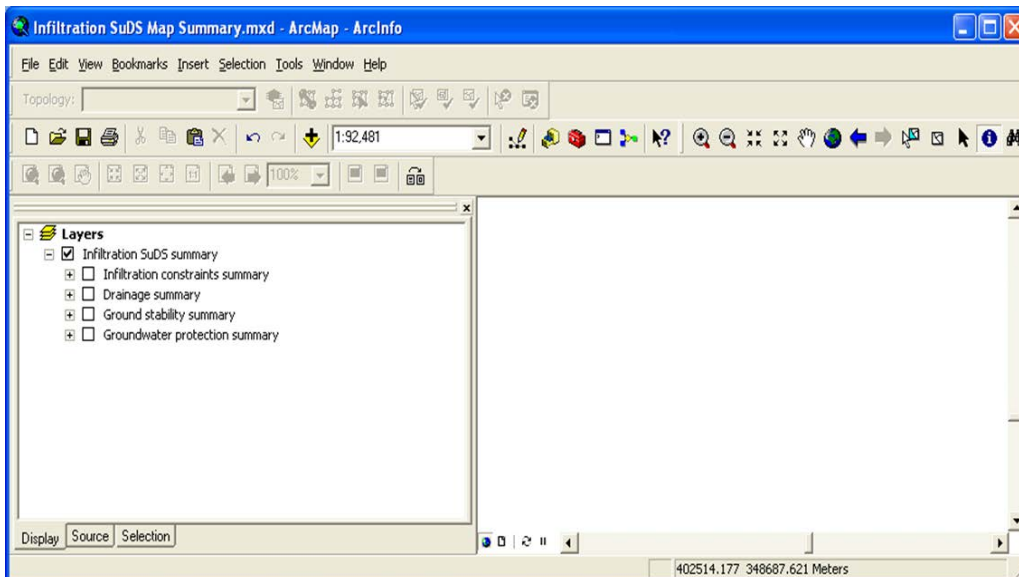 Infiltration SuDS Map Summary.mxd - ArcMap - ArcInfo
File Edit View Bookmarks Insert Selection Tools Window Help
Topology:
1:92,481
100%
Layers
Infiltration SuDS summary
Infiltration constraints summary
Drainage summary
Ground stability summary
Groundwater protection summary
Display Source Selection
402514.177 348687.621 Meters